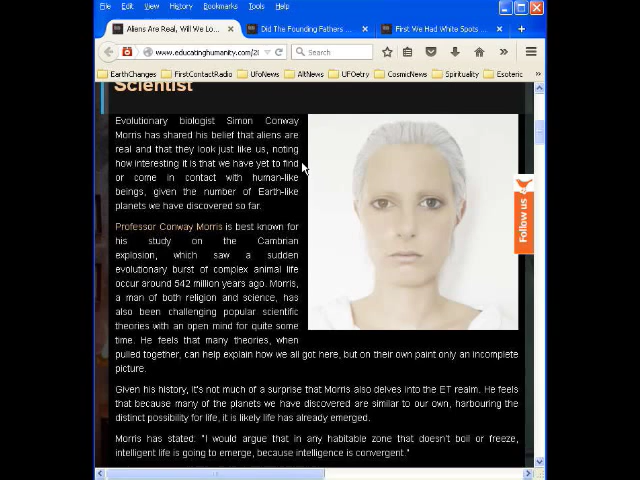 File Edit View History Bookmarks Tools Help
Aliens Are Real, Will We Lo... Did The Founding Fathers ... First We Had White Spots ...
www.educatinghumanity.com/20 Search
EarthChanges FirstContactRadio UfoNews AltNews UFOetry CosmicNews Spirituality Esoteric
Scientist
Evolutionary biologist Simon Conway
Morris has shared his belief that aliens are
real and that they look just like us, noting
how interesting it is that we have yet to find
or come in contact with human-like
beings, given the number of Earth-like
planets we have discovered so far.
Follow us
Professor Conway Morris is best known for
his study on the Cambrian
explosion, which saw a sudden
evolutionary burst of complex animal life
occur around 542 million years ago. Morris,
a man of both religion and science, has
also been challenging popular scientific
theories with an open mind for quite some
time. He feels that many theories, when
pulled together, can help explain how we all got here, but on their own paint only an incomplete
picture.
Given his history, it's not much of a surprise that Morris also delves into the ET realm. He feels
that because many of the planets we have discovered are similar to our own, harbouring the
distinct possibility for life, it is likely life has already emerged.
Morris has stated: "I would argue that in any habitable zone that doesn't boil or freeze,
intelligent life is going to emerge, because intelligence is convergent."